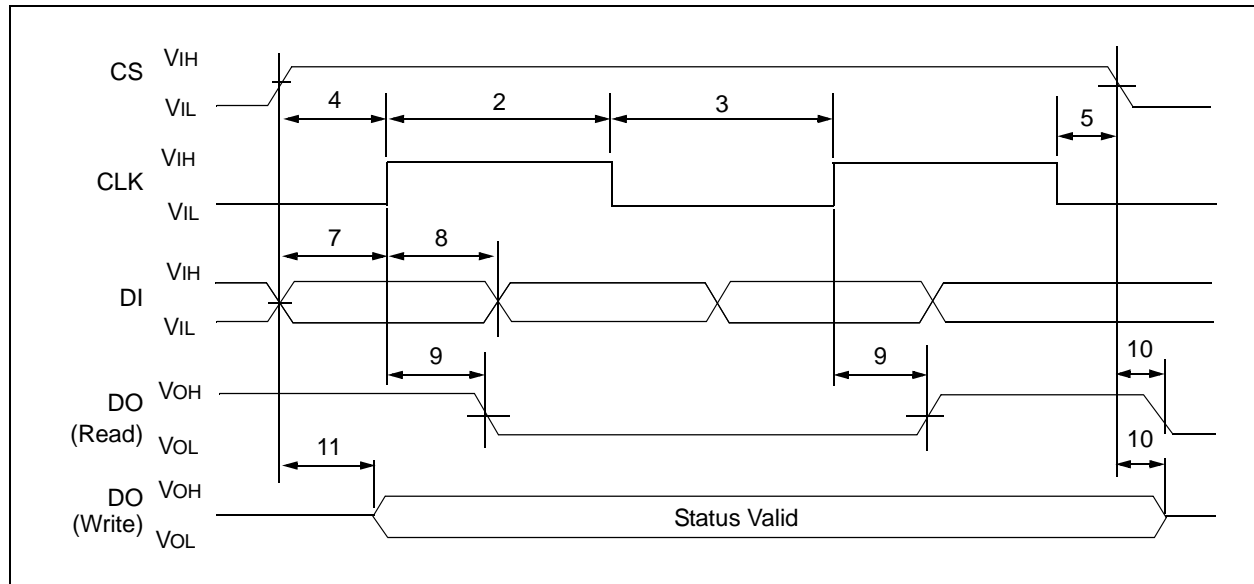 CS VIH
VIL
4 2 3 5
CLK VIH
VIL
7 8
DI VIH
VIL
9 9 10
DO (Read) VOH
VOL
11 10
DO (Write) VOH
Status Valid
VOL